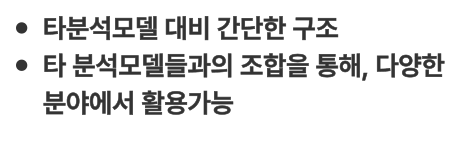 • 타분석모델 대비 간단한 구조
• 타 분석모델들과의 조합을 통해, 다양한
분야에서 활용가능